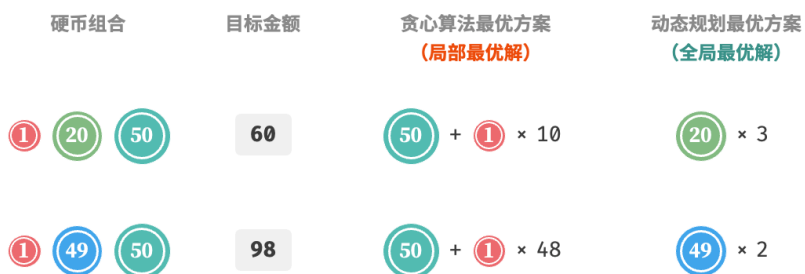 硬币组合 目标金额 贪心算法最优方案 动态规划最优方案
（局部最优解） （全局最优解）
1 20 50 60 50 + 1 × 10 20 × 3
1 49 50 98 50 + 1 × 48 49 × 2